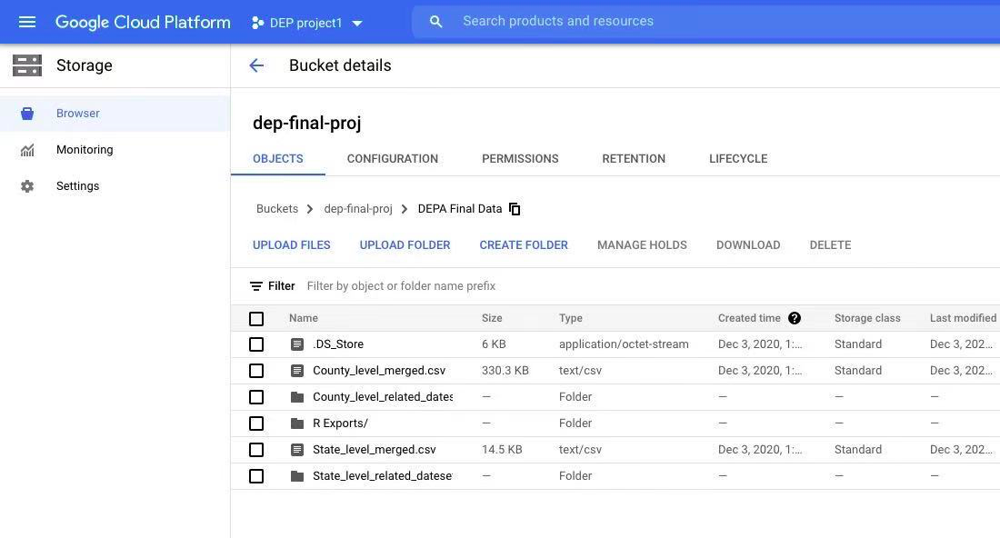 Google Cloud Platform DEP project1 Search products and resources
Storage Bucket details
Browser
Monitoring
Settings
dep-final-proj
OBJECTS CONFIGURATION PERMISSIONS RETENTION LIFECYCLE
Buckets > dep-final-proj > DEPA Final Data
UPLOAD FILES UPLOAD FOLDER CREATE FOLDER MANAGE HOLDS DOWNLOAD DELETE
Filter Filter by object or folder name prefix
Name Size Type Created time ? Storage class Last modified
.DS_Store 6 KB application/octet-stream Dec 3, 2020, 1:... Standard Dec 3, 202...
County_level_merged.csv 330.3 KB text/csv Dec 3, 2020, 1:... Standard Dec 3, 202...
County_level_related_dates — Folder — — —
R Exports/ — Folder — — —
State_level_merged.csv 14.5 KB text/csv Dec 3, 2020, 1:... Standard Dec 3, 202...
State_level_related_datese — Folder — — —